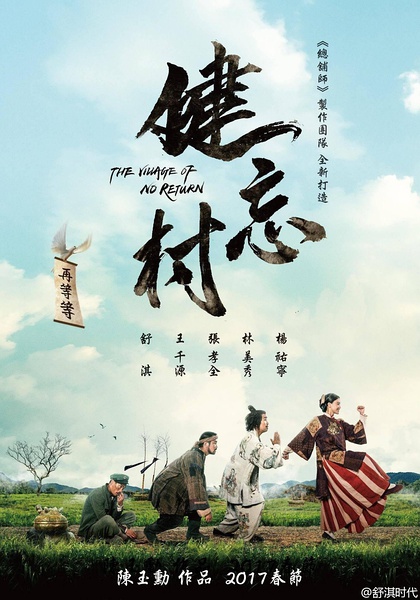 《總舖師》製作團隊 全新打造
健忘村
THE VILLAGE OF
NO RETURN
再等等
楊祐寧
林美秀
張孝全
王千源
舒淇
陳玉勳 作品 2017春節
@舒淇时代